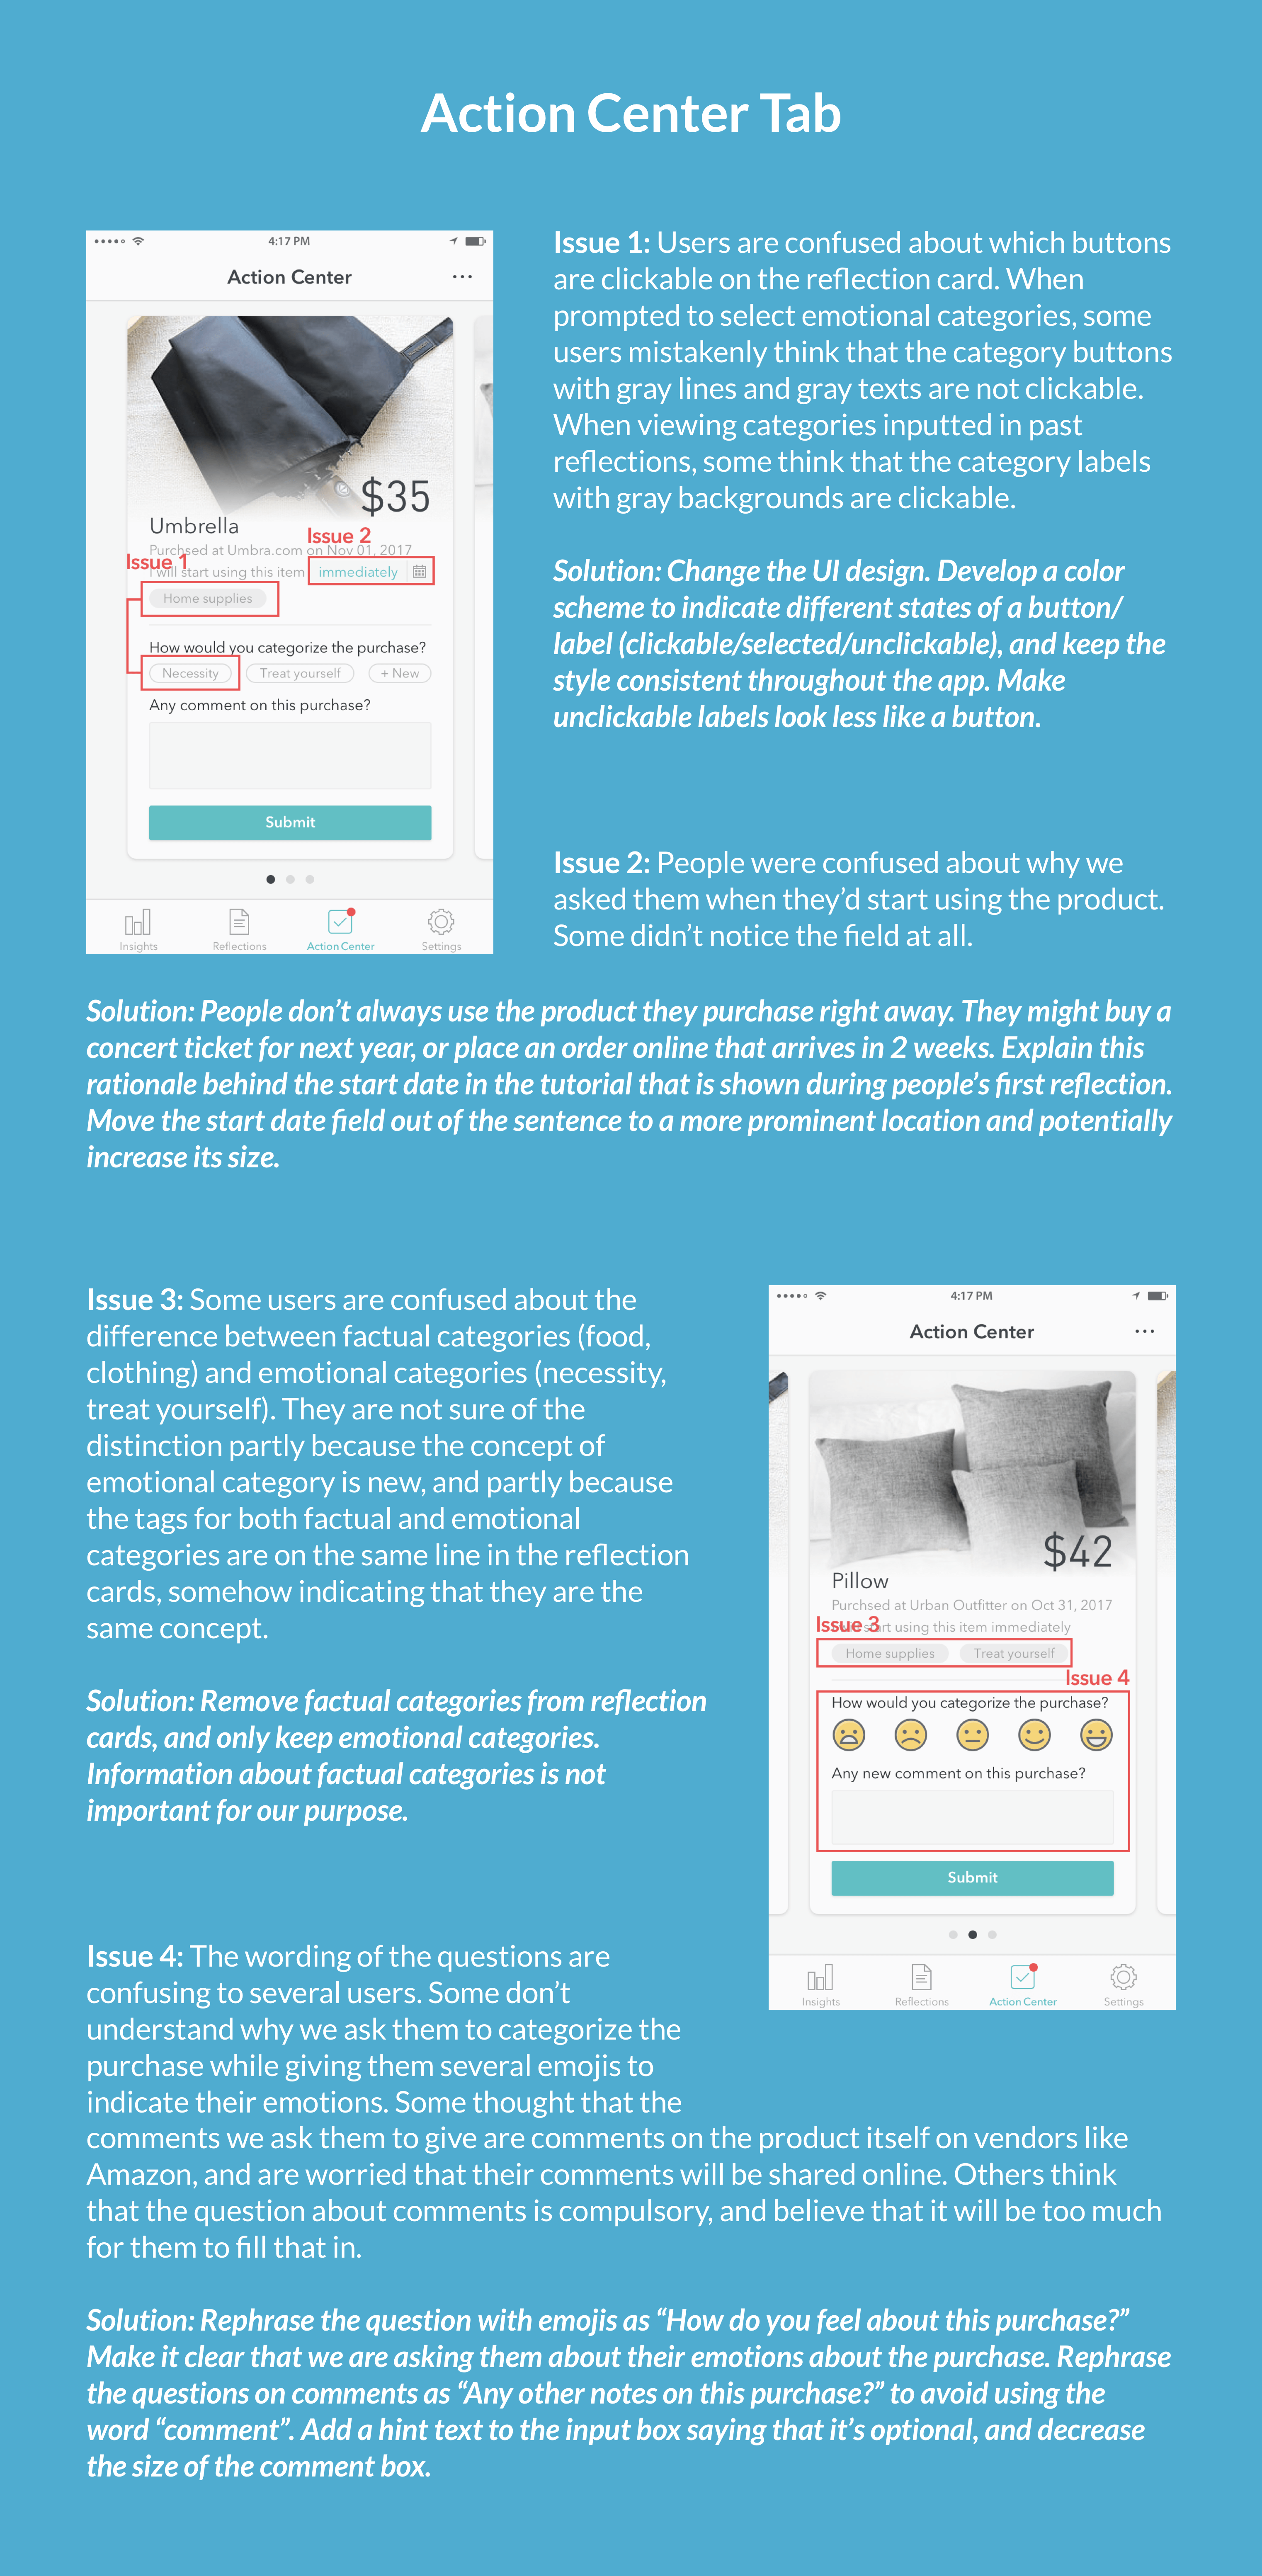 Action Center Tab
4:17 PM
Action Center
$35
Umbrella
Issue 2
Purchsed at Umbra.com on Nov 01, 2017
Issue 1
I will start using this item immediately
Home supplies
How would you categorize the purchase?
Necessity Treat yourself + New
Any comment on this purchase?
Submit
Insights Reflections Action Center Settings
Issue 1: Users are confused about which buttons
are clickable on the reflection card. When
prompted to select emotional categories, some
users mistakenly think that the category buttons
with gray lines and gray texts are not clickable.
When viewing categories inputted in past
reflections, some think that the category labels
with gray backgrounds are clickable.
Solution: Change the UI design. Develop a color
scheme to indicate different states of a button/
label (clickable/selected/unclickable), and keep the
style consistent throughout the app. Make
unclickable labels look less like a button.
Issue 2: People were confused about why we
asked them when they’d start using the product.
Some didn’t notice the field at all.
Solution: People don’t always use the product they purchase right away. They might buy a
concert ticket for next year, or place an order online that arrives in 2 weeks. Explain this
rationale behind the start date in the tutorial that is shown during people’s first reflection.
Move the start date field out of the sentence to a more prominent location and potentially
increase its size.
Issue 3: Some users are confused about the
difference between factual categories (food,
clothing) and emotional categories (necessity,
treat yourself). They are not sure of the
distinction partly because the concept of
emotional category is new, and partly because
the tags for both factual and emotional
categories are on the same line in the reflection
cards, somehow indicating that they are the
same concept.
Solution: Remove factual categories from reflection
cards, and only keep emotional categories.
Information about factual categories is not
important for our purpose.
4:17 PM
Action Center
$42
Pillow
Purchsed at Urban Outfitter on Oct 31, 2017
Issue 3
using this item immediately
Home supplies Treat yourself
Issue 4
How would you categorize the purchase?
Any new comment on this purchase?
Submit
Insights Reflections Action Center Settings
Issue 4: The wording of the questions are
confusing to several users. Some don’t
understand why we ask them to categorize the
purchase while giving them several emojis to
indicate their emotions. Some thought that the
comments we ask them to give are comments on the product itself on vendors like
Amazon, and are worried that their comments will be shared online. Others think
that the question about comments is compulsory, and believe that it will be too much
for them to fill that in.
Solution: Rephrase the question with emojis as “How do you feel about this purchase?”
Make it clear that we are asking them about their emotions about the purchase. Rephrase
the questions on comments as “Any other notes on this purchase?” to avoid using the
word “comment”. Add a hint text to the input box saying that it’s optional, and decrease
the size of the comment box.